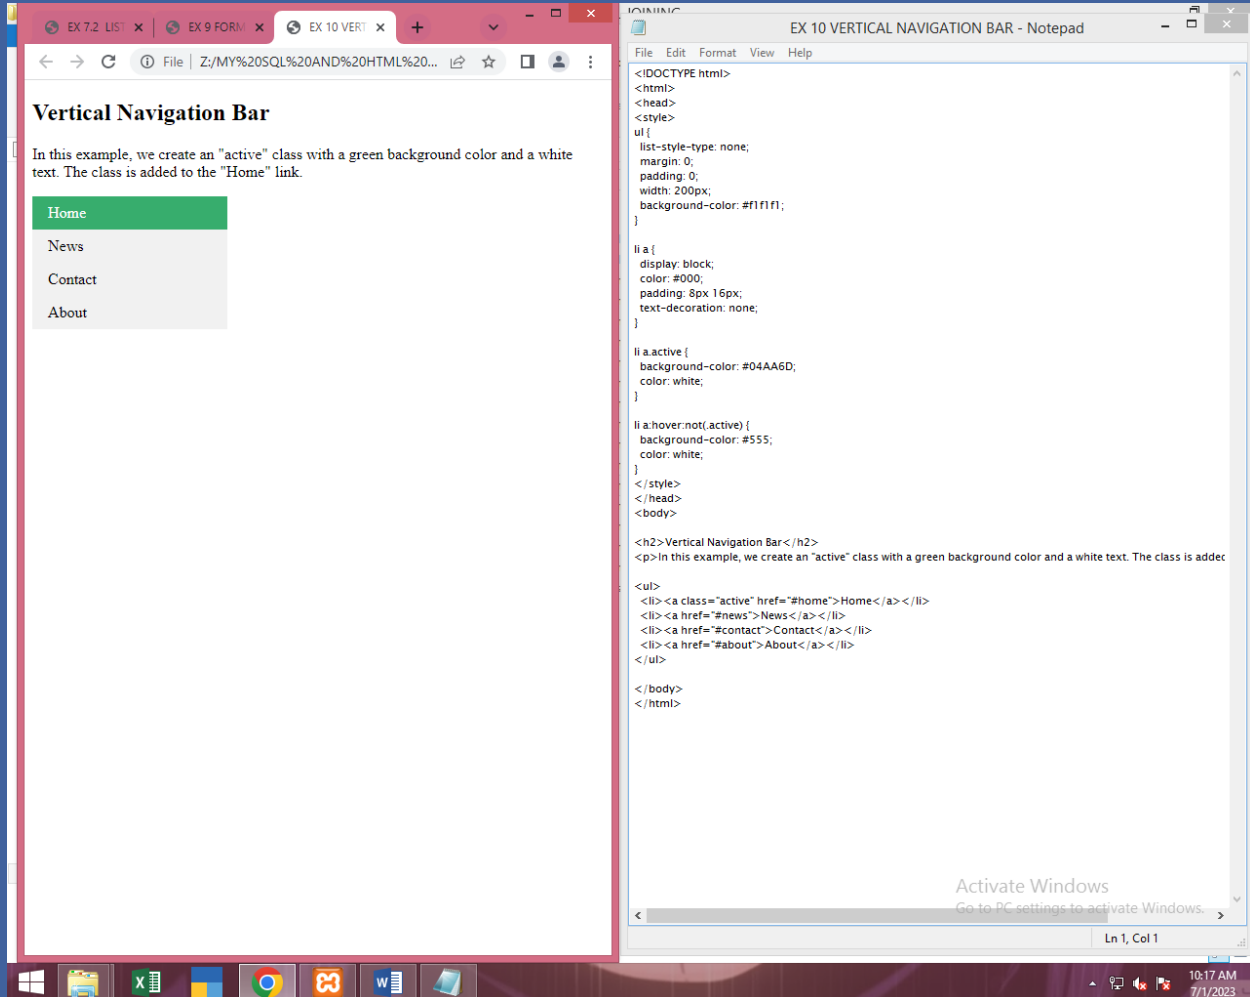 EX 7.2 LIST
EX 9 FORM
EX 10 VERT
File
Z:/MY%20SQL%20AND%20HTML%20...
Vertical Navigation Bar
In this example, we create an "active" class with a green background color and a white
text. The class is added to the "Home" link.
Home
News
Contact
About
JOINING
EX 10 VERTICAL NAVIGATION BAR - Notepad
File Edit Format View Help
<!DOCTYPE html>
<html>
<head>
<style>
ul {
  list-style-type: none;
  margin: 0;
  padding: 0;
  width: 200px;
  background-color: #f1f1f1;
}
li a {
  display: block;
  color: #000;
  padding: 8px 16px;
  text-decoration: none;
}
li a.active {
  background-color: #04AA6D;
  color: white;
}
li a:hover:not(.active) {
  background-color: #555;
  color: white;
}
</style>
</head>
<body>
<h2>Vertical Navigation Bar</h2>
<p>In this example, we create an "active" class with a green background color and a white text. The class is added
<ul>
  <li><a class="active" href="#home">Home</a></li>
  <li><a href="#news">News</a></li>
  <li><a href="#contact">Contact</a></li>
  <li><a href="#about">About</a></li>
</ul>
</body>
</html>
Activate Windows
Go to PC settings to activate Windows.
Ln 1, Col 1
10:17 AM
7/1/2023